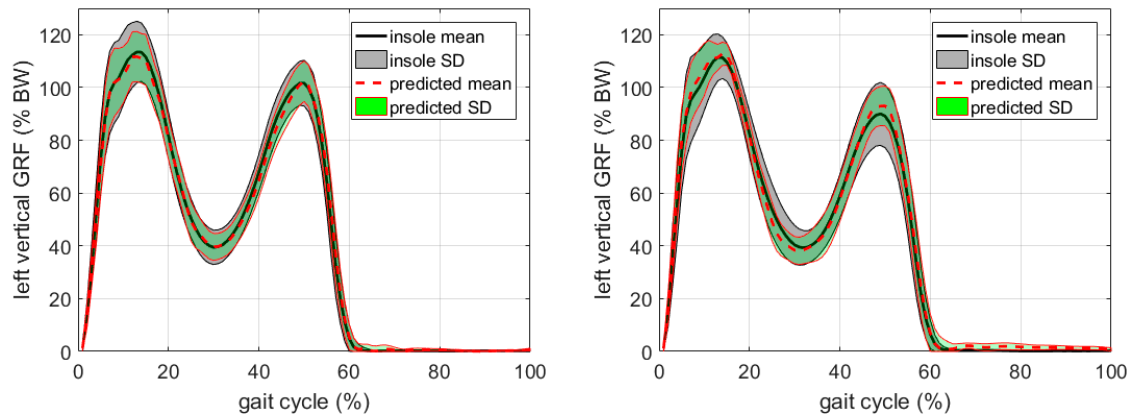 120
100
80
60
40
20
0
0 20 40 60 80 100
left vertical GRF (% BW)
gait cycle (%)
insole mean
insole SD
predicted mean
predicted SD
120
100
80
60
40
20
0
0 20 40 60 80 100
left vertical GRF (% BW)
gait cycle (%)
insole mean
insole SD
predicted mean
predicted SD